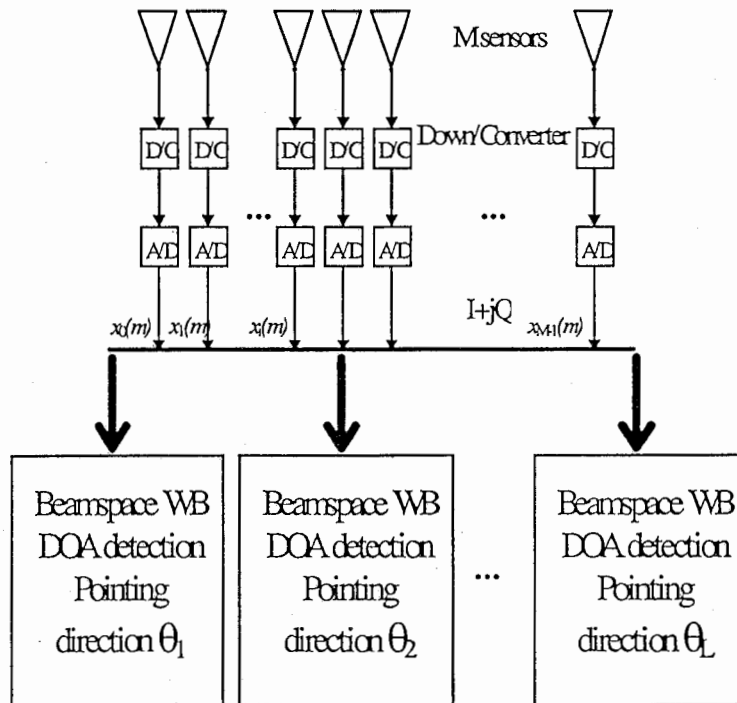 M sensors
D/C D/C D/C D/C D/C Down/Converter D/C
... ...
A/D A/D A/D A/D A/D A/D
I+jQ
x0(m) x1(m) xi(m) xM-1(m)
Beamspace WB
DOA detection
Pointing
direction θ1
Beamspace WB
DOA detection
Pointing
direction θ2
...
Beamspace WB
DOA detection
Pointing
direction θL